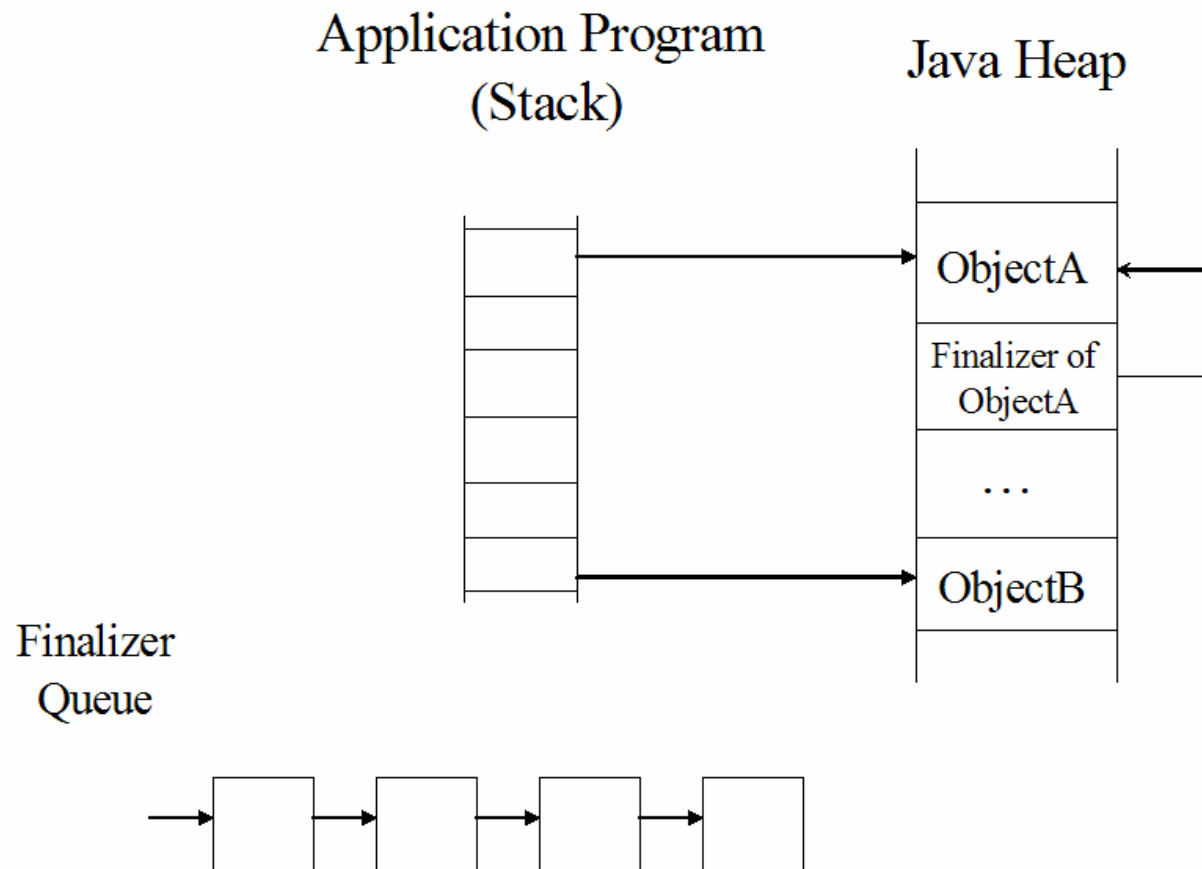 Application Program
(Stack)
Java Heap
ObjectA
Finalizer of
ObjectA
...
ObjectB
Finalizer
Queue